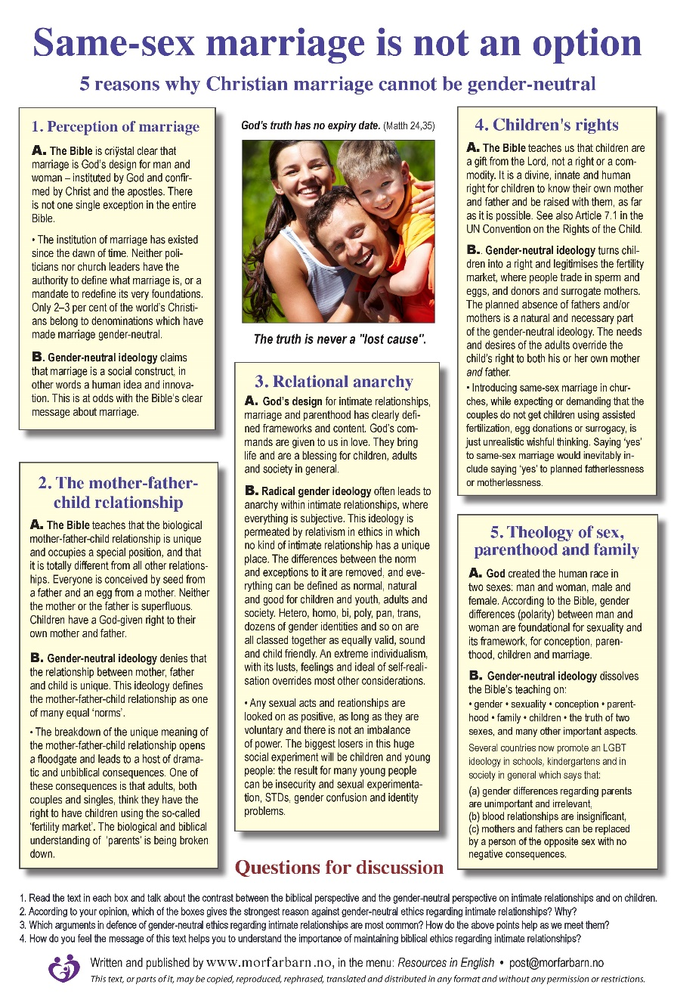 Same-sex marriage is not an option
5 reasons why Christian marriage cannot be gender-neutral
1. Perception of marriage
A. The Bible is criÿstal clear that
marriage is God's design for man and
woman – instituted by God and confir-
med by Christ and the apostles. There
is not one single exception in the entire
Bible.
• The institution of marriage has existed
since the dawn of time. Neither poli-
ticians nor church leaders have the
authority to define what marriage is, or a
mandate to redefine its very foundations.
Only 2–3 per cent of the world's Christi-
ans belong to denominations which have
made marriage gender-neutral.
B. Gender-neutral ideology claims
that marriage is a social construct, in
other words a human idea and innova-
tion. This is at odds with the Bible's clear
message about marriage.
2. The mother-father-
child relationship
A. The Bible teaches that the biological
mother-father-child relationship is unique
and occupies a special position, and that
it is totally different from all other relations-
hips. Everyone is conceived by seed from
a father and an egg from a mother. Neither
the mother or the father is superfluous.
Children have a God-given right to their
own mother and father.
B. Gender-neutral ideology denies that
the relationship between mother, father
and child is unique. This ideology defines
the mother-father-child relationship as one
of many equal 'norms'.
• The breakdown of the unique meaning of
the mother-father-child relationship opens
a floodgate and leads to a host of drama-
tic and unbiblical consequences. One of
these consequences is that adults, both
couples and singles, think they have the
right to have children using the so-called
'fertility market'. The biological and biblical
understanding of 'parents' is being broken
down.
God's truth has no expiry date. (Matth 24,35)
The truth is never a "lost cause".
3. Relational anarchy
A. God's design for intimate relationships,
marriage and parenthood has clearly defi-
ned frameworks and content. God's com-
mands are given to us in love. They bring
life and are a blessing for children, adults
and society in general.
B. Radical gender ideology often leads to
anarchy within intimate relationships, where
everything is subjective. This ideology is
permeated by relativism in ethics in which
no kind of intimate relationship has a unique
place. The differences between the norm
and exceptions to it are removed, and eve-
rything can be defined as normal, natural
and good for children and youth, adults and
society. Hetero, homo, bi, poly, pan, trans,
dozens of gender identities and so on are
all classed together as equally valid, sound
and child friendly. An extreme individualism,
with its lusts, feelings and ideal of self-reali-
sation overrides most other considerations.
• Any sexual acts and reationships are
looked on as positive, as long as they are
voluntary and there is not an imbalance
of power. The biggest losers in this huge
social experiment will be children and young
people: the result for many young people
can be insecurity and sexual experimenta-
tion, STDs, gender confusion and identity
problems.
4. Children's rights
A. The Bible teaches us that children are
a gift from the Lord, not a right or a com-
modity. It is a divine, innate and human
right for children to know their own mother
and father and be raised with them, as far
as it is possible. See also Article 7.1 in the
UN Convention on the Rights of the Child.
B.. Gender-neutral ideology turns chil-
dren into a right and legitimises the fertility
market, where people trade in sperm and
eggs, and donors and surrogate mothers.
The planned absence of fathers and/or
mothers is a natural and necessary part
of the gender-neutral ideology. The needs
and desires of the adults override the
child's right to both his or her own mother
and father.
• Introducing same-sex marriage in chur-
ches, while expecting or demanding that the
couples do not get children using assisted
fertilization, egg donations or surrogacy, is
just unrealistic wishful thinking. Saying 'yes'
to same-sex marriage would inevitably in-
clude saying 'yes' to planned fatherlessness
or motherlessness.
5. Theology of sex,
parenthood and family
A. God created the human race in
two sexes: man and woman, male and
female. According to the Bible, gender
differences (polarity) between man and
woman are foundational for sexuality and
its framework, for conception, paren-
thood, children and marriage.
B. Gender-neutral ideology dissolves
the Bible's teaching on:
• gender • sexuality • conception • parent-
hood • family • children • the truth of two
sexes, and many other important aspects.
Several countries now promote an LGBT
ideology in schools, kindergartens and in
society in general which says that:
(a) gender differences regarding parents
are unimportant and irrelevant,
(b) blood relationships are insignificant,
(c) mothers and fathers can be replaced
by a person of the opposite sex with no
negative consequences.
Questions for discussion
1. Read the text in each box and talk about the contrast between the biblical perspective and the gender-neutral perspective on intimate relationships and on children.
2. According to your opinion, which of the boxes gives the strongest reason against gender-neutral ethics regarding intimate relationships? Why?
3. Which arguments in defence of gender-neutral ethics regarding intimate relationships are most common? How do the above points help as we meet them?
4. How do you feel the message of this text helps you to understand the importance of maintaining biblical ethics regarding intimate relationships?
Written and published by www.morfarbarn.no, in the menu: Resources in English • post@morfarbarn.no
This text, or parts of it, may be copied, reproduced, rephrased, translated and distributed in any format and without any permission or restrictions.